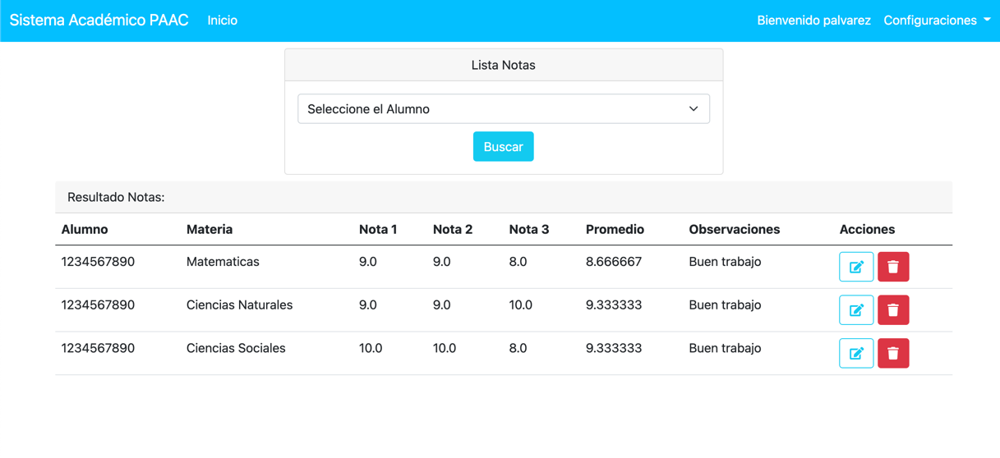 Sistema Académico PAAC Inicio Bienvenido palvarez Configuraciones
Lista Notas
Seleccione el Alumno
Buscar
Resultado Notas:
Alumno Materia Nota 1 Nota 2 Nota 3 Promedio Observaciones Acciones
1234567890 Matematicas 9.0 9.0 8.0 8.666667 Buen trabajo
1234567890 Ciencias Naturales 9.0 9.0 10.0 9.333333 Buen trabajo
1234567890 Ciencias Sociales 10.0 10.0 8.0 9.333333 Buen trabajo